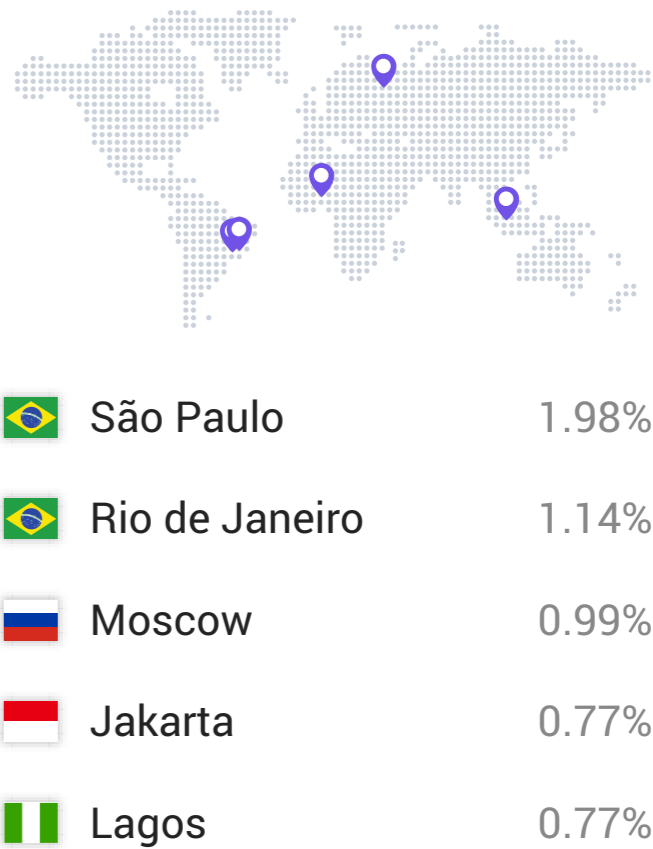 São Paulo 1.98%
Rio de Janeiro 1.14%
Moscow 0.99%
Jakarta 0.77%
Lagos 0.77%